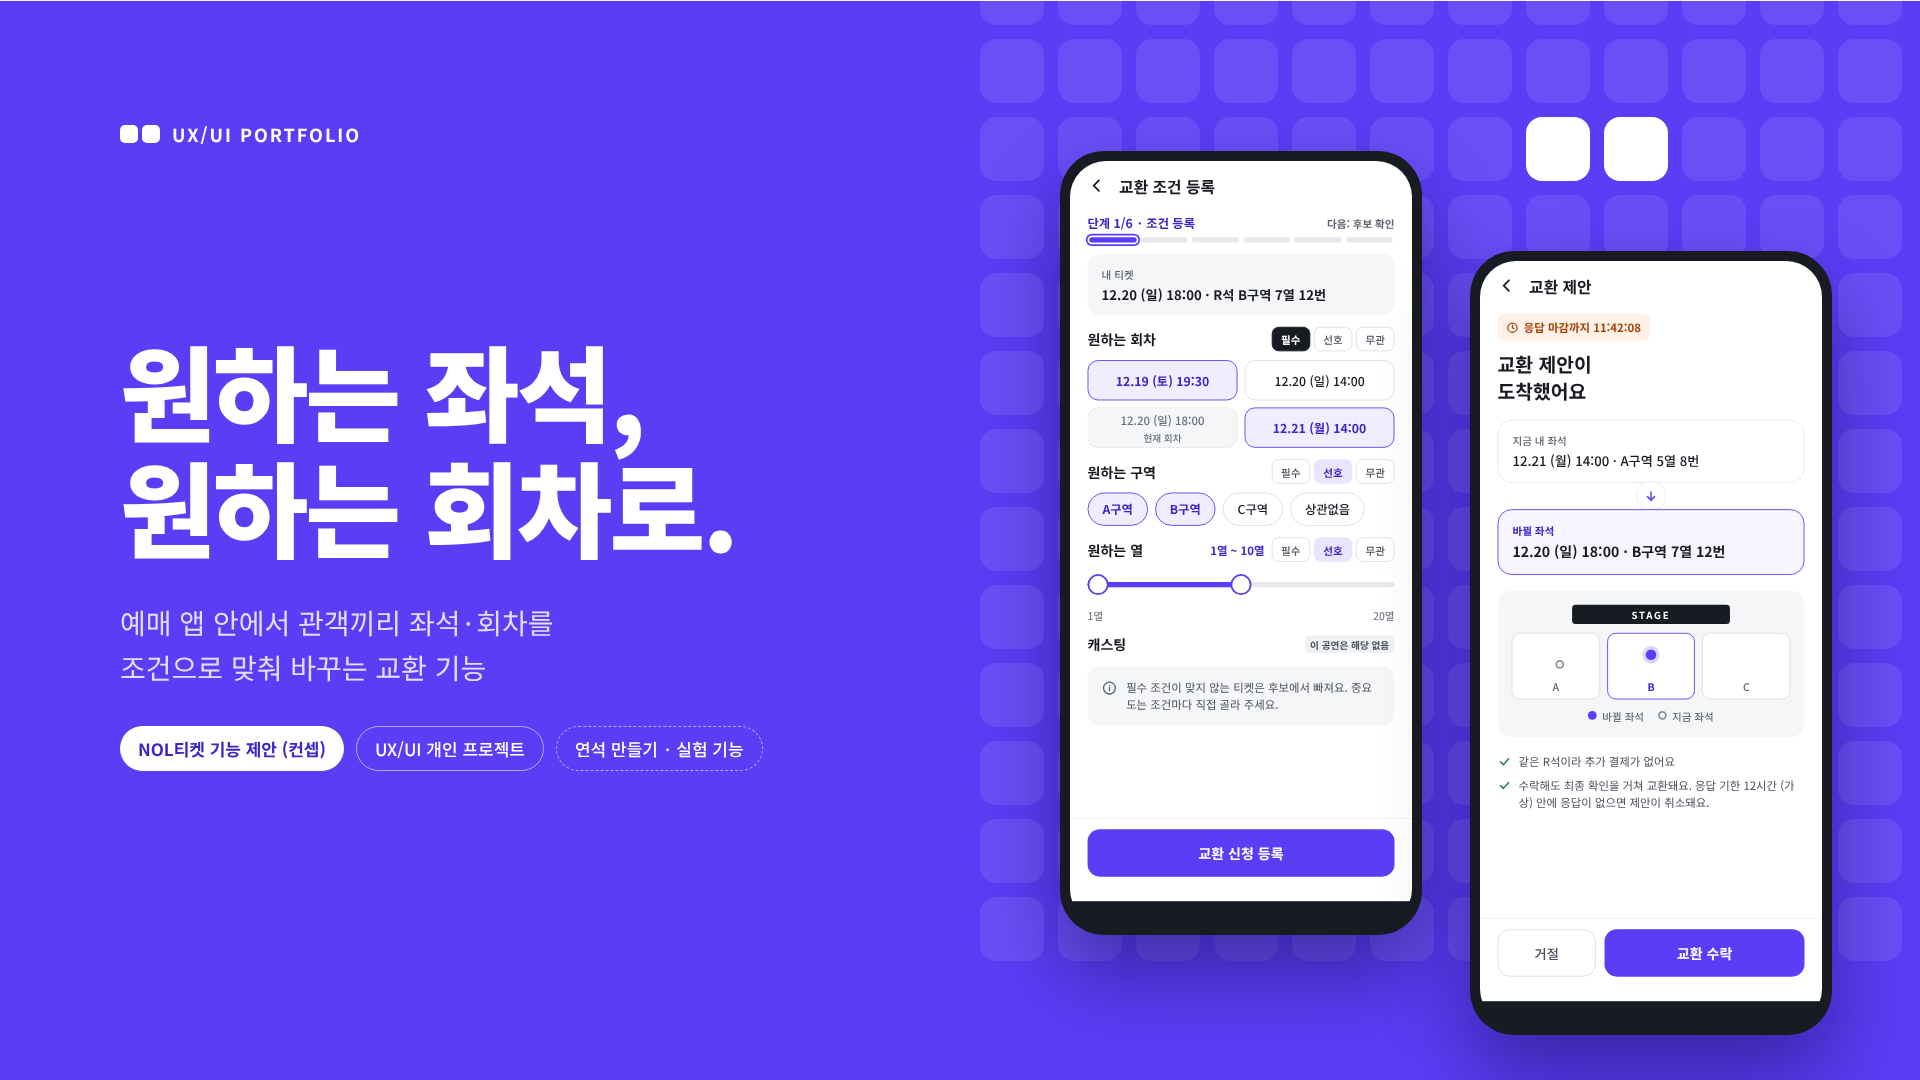 UX/UI PORTFOLIO
원하는 좌석,
원하는 회차로.
예매 앱 안에서 관객끼리 좌석·회차를
조건으로 맞춰 바꾸는 교환 기능
NOL티켓 기능 제안 (컨셉)
UX/UI 개인 프로젝트
연석 만들기 · 실험 기능
교환 조건 등록
단계 1/6 · 조건 등록
다음: 후보 확인
내 티켓
12.20 (일) 18:00 · R석 B구역 7열 12번
원하는 회차
필수
선호
무관
12.19 (토) 19:30
12.20 (일) 14:00
12.20 (일) 18:00
현재 회차
12.21 (월) 14:00
원하는 구역
필수
선호
무관
A구역
B구역
C구역
상관없음
원하는 열
1열 ~ 10열
필수
선호
무관
1열
20열
캐스팅
이 공연은 해당 없음
필수 조건이 맞지 않는 티켓은 후보에서 빠져요. 중요
도는 조건마다 직접 골라 주세요.
교환 신청 등록
교환 제안
응답 마감까지 11:42:08
교환 제안이
도착했어요
지금 내 좌석
12.21 (월) 14:00 · A구역 5열 8번
바뀔 좌석
12.20 (일) 18:00 · B구역 7열 12번
STAGE
A
B
C
바뀔 좌석
지금 좌석
같은 R석이라 추가 결제가 없어요
수락해도 최종 확인을 거쳐 교환돼요. 응답 기한 12시간 (가
상) 안에 응답이 없으면 제안이 취소돼요.
거절
교환 수락